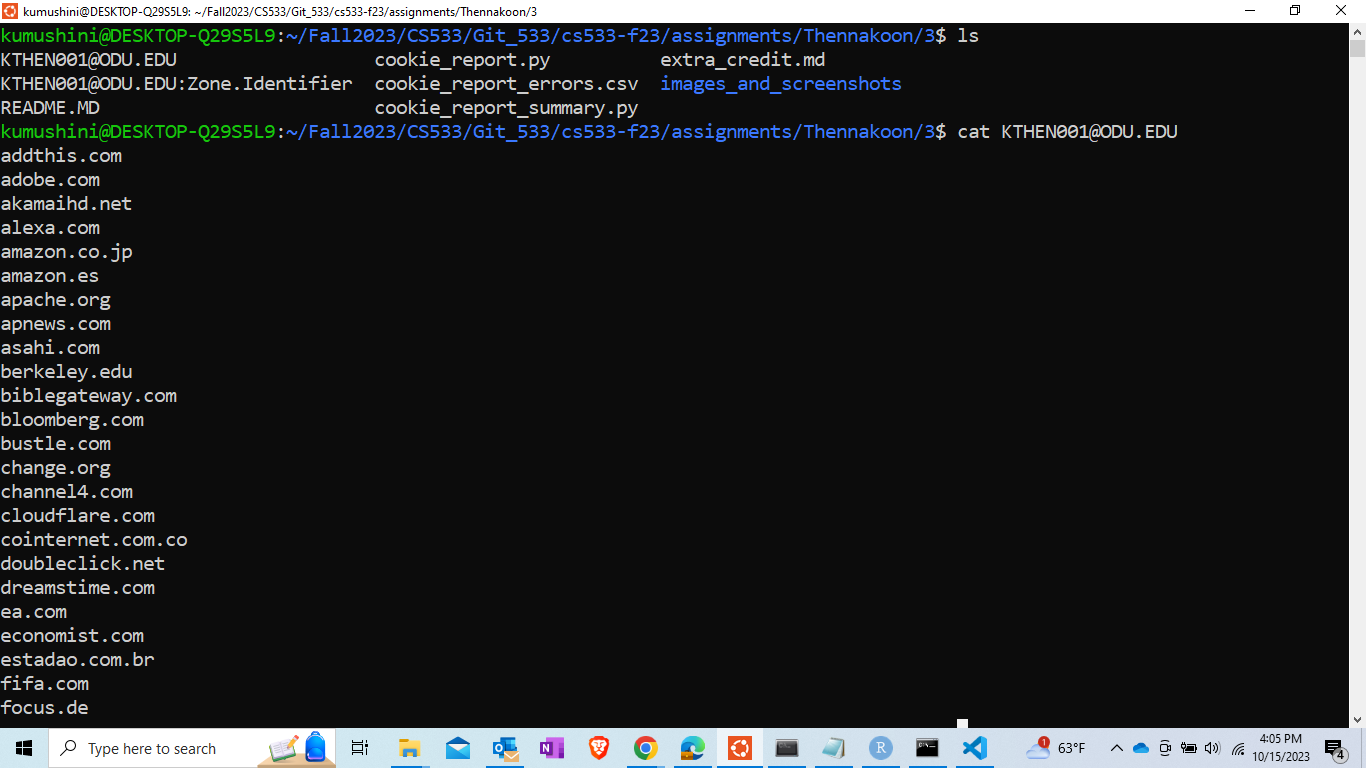 kumushini@DESKTOP-Q29S5L9: ~/Fall2023/CS533/Git_533/cs533-f23/assignments/Thennakoon/3
kumushini@DESKTOP-Q29S5L9:~/Fall2023/CS533/Git_533/cs533-f23/assignments/Thennakoon/3$ ls
KTHEN001@ODU.EDU cookie_report.py extra_credit.md
KTHEN001@ODU.EDU:Zone.Identifier cookie_report_errors.csv images_and_screenshots
README.MD cookie_report_summary.py
kumushini@DESKTOP-Q29S5L9:~/Fall2023/CS533/Git_533/cs533-f23/assignments/Thennakoon/3$ cat KTHEN001@ODU.EDU
addthis.com
adobe.com
akamaihd.net
alexa.com
amazon.co.jp
amazon.es
apache.org
apnews.com
asahi.com
berkeley.edu
biblegateway.com
bloomberg.com
bustle.com
change.org
channel4.com
cloudflare.com
cointernet.com.co
doubleclick.net
dreamstime.com
ea.com
economist.com
estadao.com.br
fifa.com
focus.de
Type here to search
N
R
1
63°F
4:05 PM
10/15/2023
4